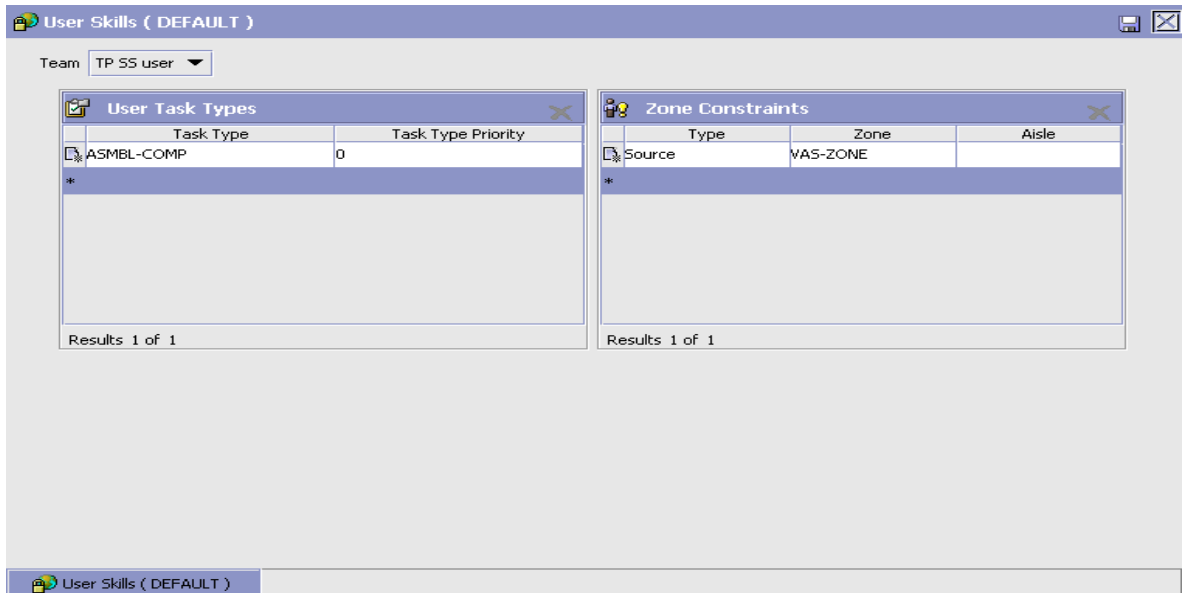 User Skills ( DEFAULT )
Team TP SS user
User Task Types
Task Type Task Type Priority
ASMBL-COMP 0
*
Results 1 of 1
Zone Constraints
Type Zone Aisle
Source VAS-ZONE
*
Results 1 of 1
User Skills ( DEFAULT )